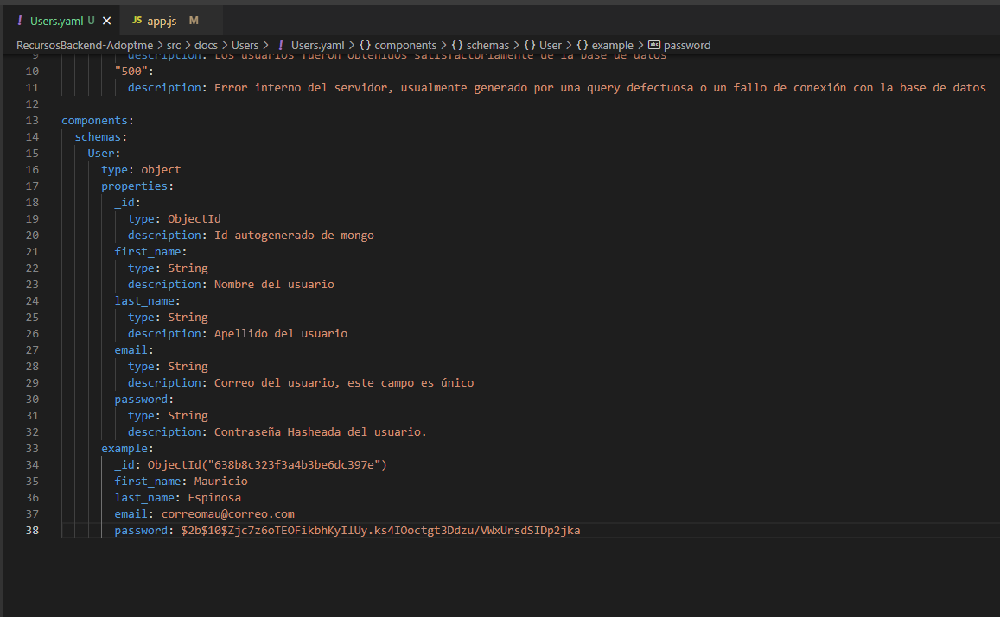 ! Users.yaml U ×
JS app.js M
RecursosBackend-Adoptme > src > docs > Users > ! Users.yaml > {} components > {} schemas > {} User > {} example > abc password
9 description: Los usuarios fueron obtenidos satisfactoriamente de la base de datos
10 "500":
11 description: Error interno del servidor, usualmente generado por una query defectuosa o un fallo de conexión con la base de datos
12
13 components:
14 schemas:
15 User:
16 type: object
17 properties:
18 _id:
19 type: ObjectId
20 description: Id autogenerado de mongo
21 first_name:
22 type: String
23 description: Nombre del usuario
24 last_name:
25 type: String
26 description: Apellido del usuario
27 email:
28 type: String
29 description: Correo del usuario, este campo es único
30 password:
31 type: String
32 description: Contraseña Hasheada del usuario.
33 example:
34 _id: ObjectId("638b8c323f3a4b3be6dc397e")
35 first_name: Mauricio
36 last_name: Espinosa
37 email: correomau@correo.com
38 password: $2b$10$Zjc7z6oTEOFikbhKyIlUy.ks4IOoctgt3Ddzu/VWxUrsdSIDp2jka